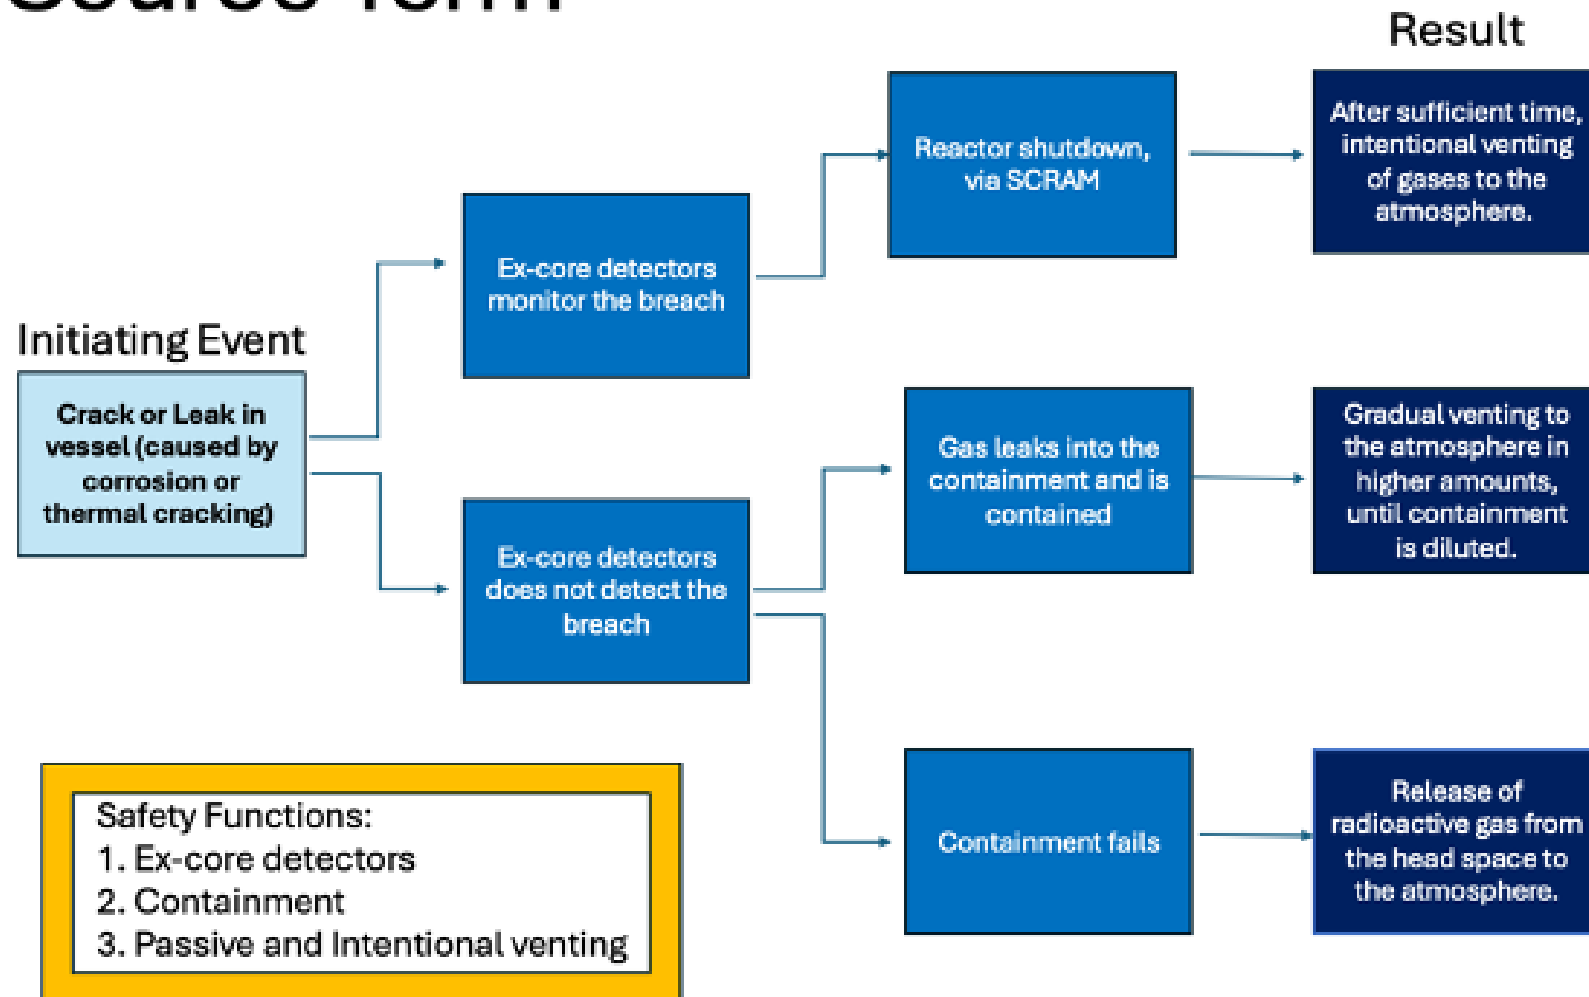 Source Term
Result
Initiating Event
Crack or Leak in
vessel (caused by
corrosion or
thermal cracking)
Ex-core detectors
monitor the breach
Reactor shutdown,
via SCRAM
After sufficient time,
intentional venting
of gases to the
atmosphere.
Ex-core detectors
does not detect the
breach
Gas leaks into the
containment and is
contained
Gradual venting to
the atmosphere in
higher amounts,
until containment
is diluted.
Containment fails
Release of
radioactive gas from
the head space to
the atmosphere.
Safety Functions:
1. Ex-core detectors
2. Containment
3. Passive and Intentional venting